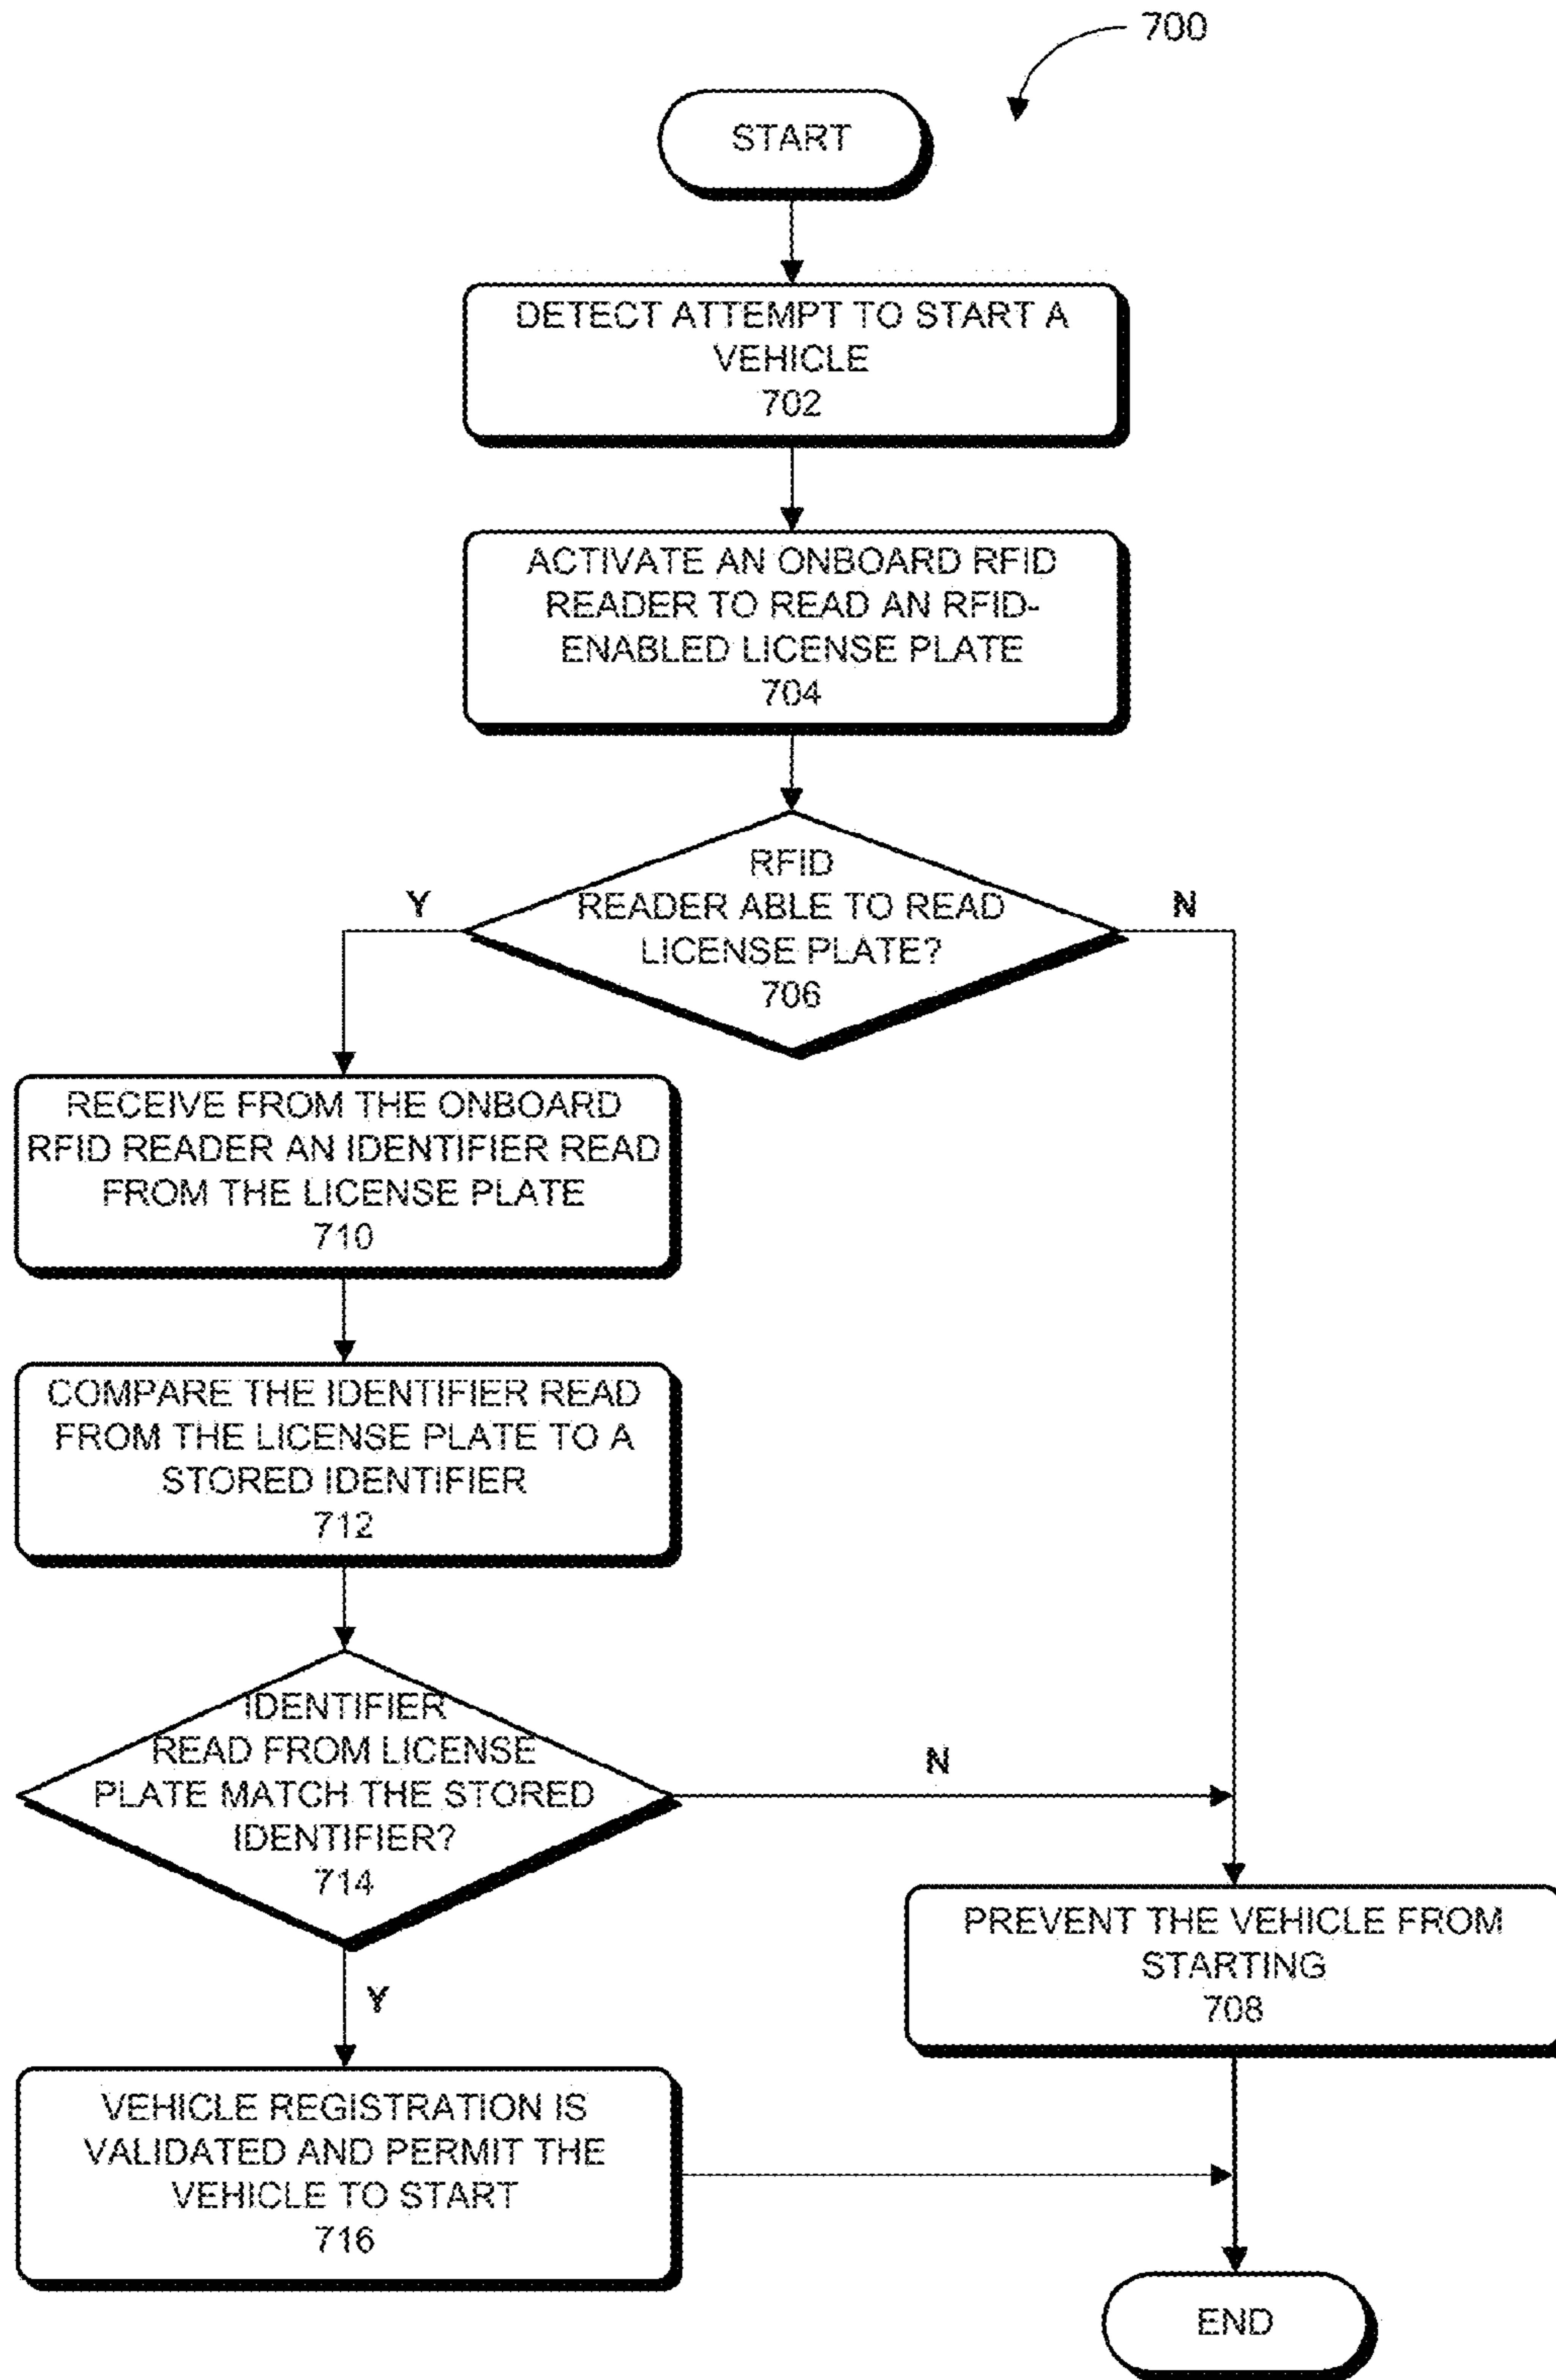 700
START
DETECT ATTEMPT TO START A
VEHICLE
702
ACTIVATE AN ONBOARD RFID
READER TO READ AN RFID-
ENABLED LICENSE PLATE
704
RFID
READER ABLE TO READ
LICENSE PLATE?
706
Y
N
RECEIVE FROM THE ONBOARD
RFID READER AN IDENTIFIER READ
FROM THE LICENSE PLATE
710
COMPARE THE IDENTIFIER READ
FROM THE LICENSE PLATE TO A
STORED IDENTIFIER
712
IDENTIFIER
READ FROM LICENSE
PLATE MATCH THE STORED
IDENTIFIER?
714
N
Y
PREVENT THE VEHICLE FROM
STARTING
708
VEHICLE REGISTRATION IS
VALIDATED AND PERMIT THE
VEHICLE TO START
716
END